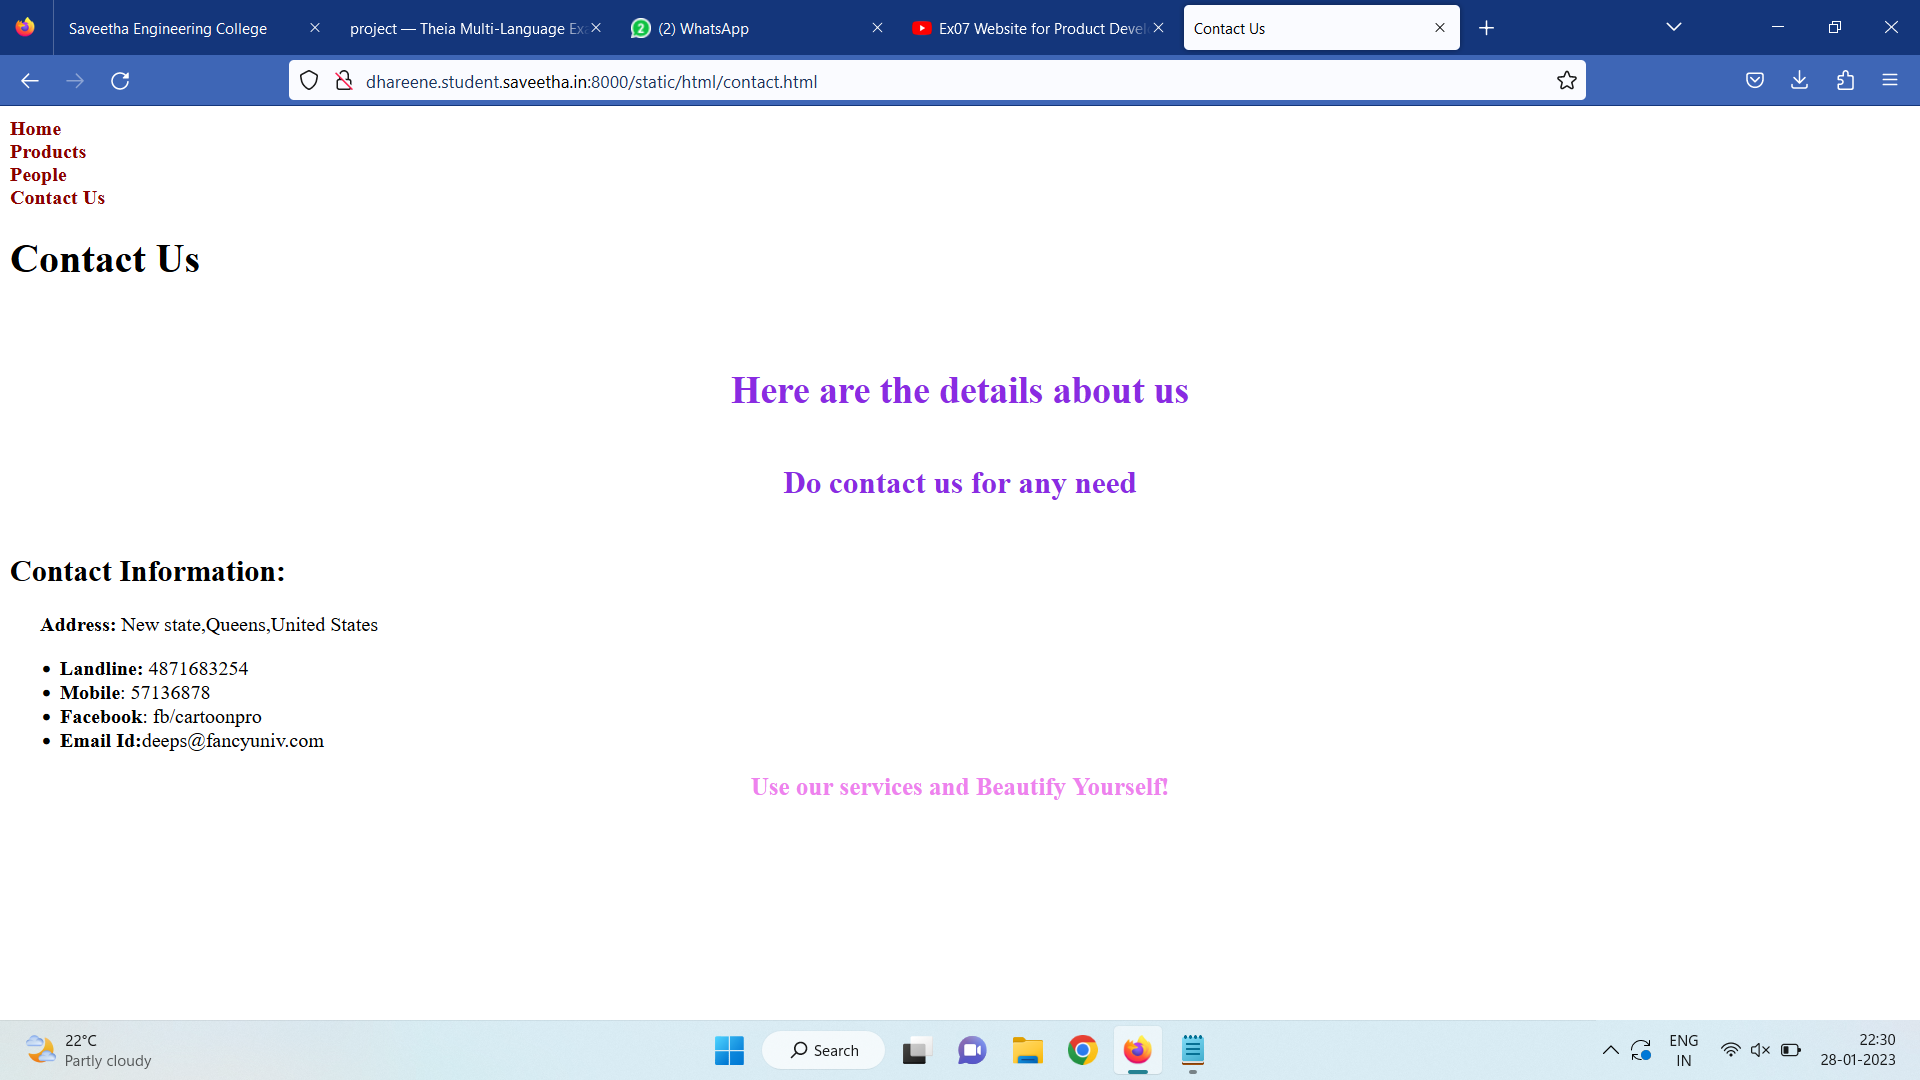 Saveetha Engineering College
project — Theia Multi-Language Ex
(2) WhatsApp
Ex07 Website for Product Devel
Contact Us
dhareene.student.saveetha.in:8000/static/html/contact.html
Home
Products
People
Contact Us
Contact Us
Here are the details about us
Do contact us for any need
Contact Information:
Address: New state,Queens,United States
• Landline: 4871683254
• Mobile: 57136878
• Facebook: fb/cartoonpro
• Email Id:deeps@fancyuniv.com
Use our services and Beautify Yourself!
22°C
Partly cloudy
Search
ENG
IN
22:30
28-01-2023